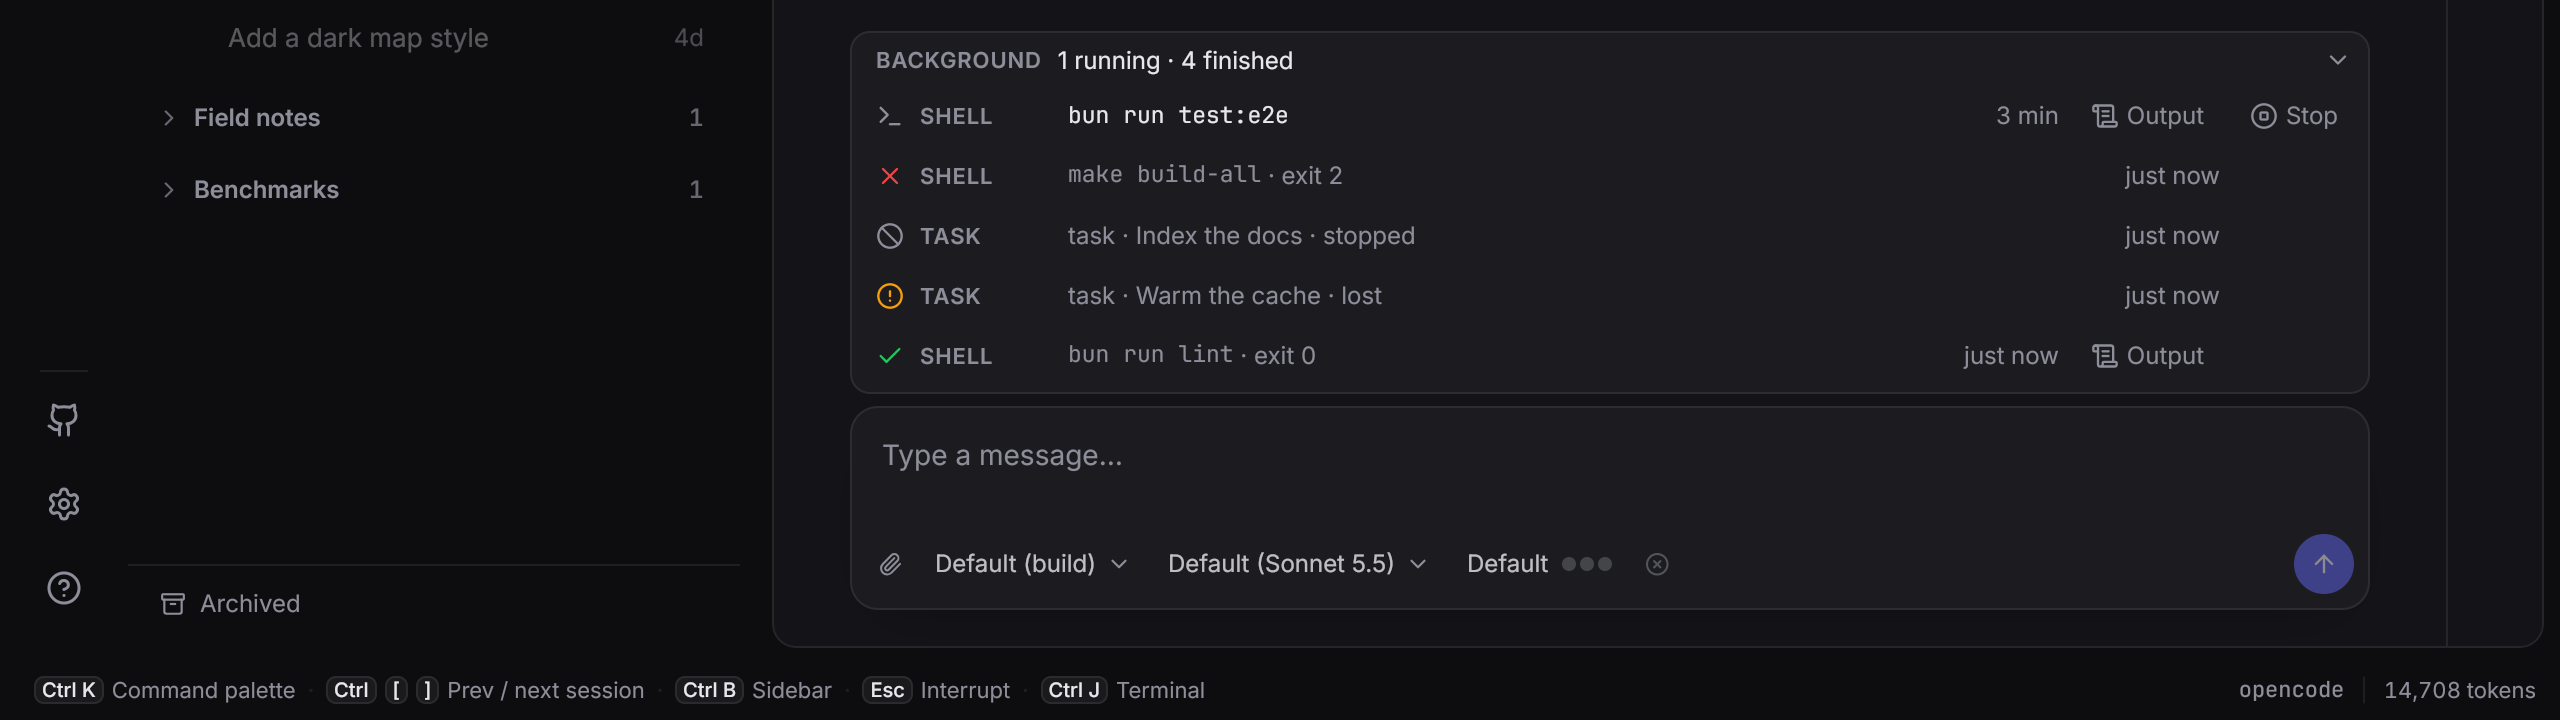 Add a dark map style 4d
Field notes 1
Benchmarks 1
Archived
BACKGROUND 1 running · 4 finished
SHELL bun run test:e2e 3 min Output Stop
SHELL make build-all · exit 2 just now
TASK task · Index the docs · stopped just now
TASK task · Warm the cache · lost just now
SHELL bun run lint · exit 0 just now Output
Type a message...
Default (build) Default (Sonnet 5.5) Default
Ctrl K Command palette · Ctrl [ ] Prev / next session · Ctrl B Sidebar · Esc Interrupt · Ctrl J Terminal opencode 14,708 tokens